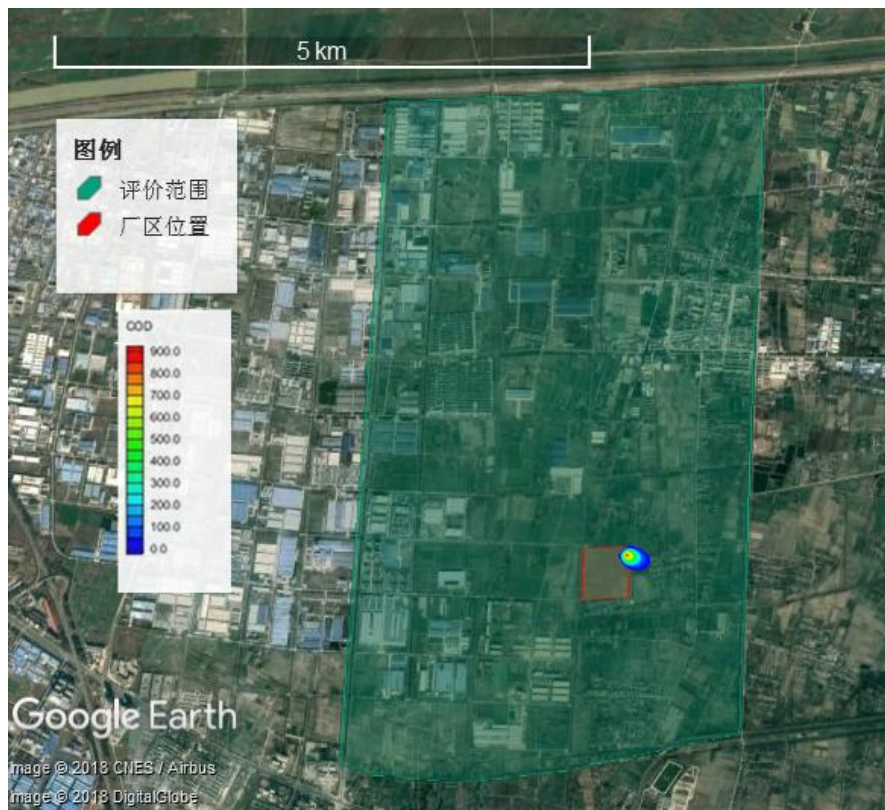 5 km
图例
评价范围
厂区位置
COD
900.0
800.0
700.0
600.0
500.0
400.0
300.0
200.0
100.0
0.0
Google Earth
mage © 2018 CNES / Airbus
mage © 2018 DigitalGlobe